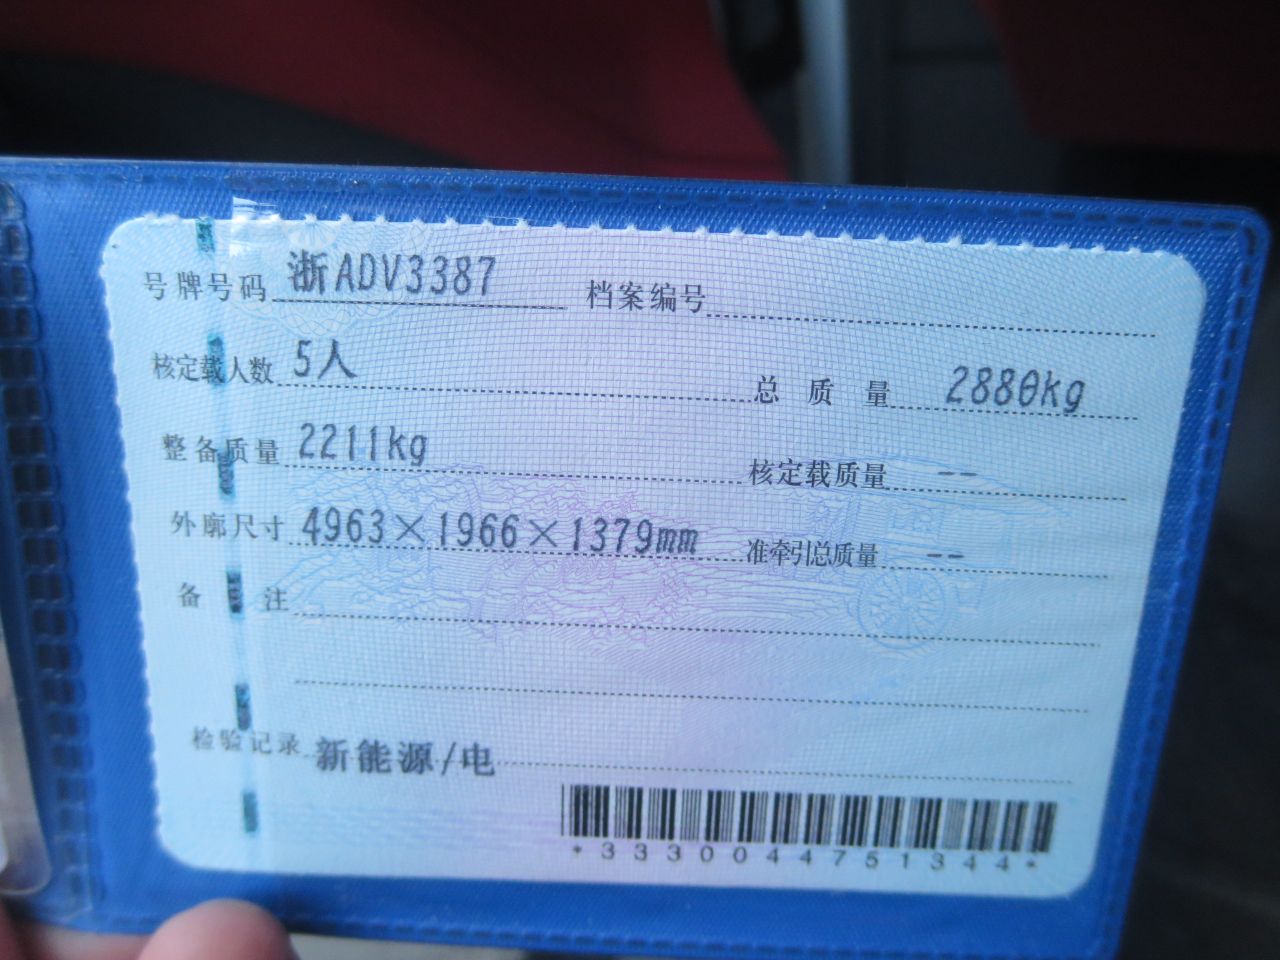 号牌号码 浙ADV3387 档案编号
核定载人数 5人 总质量 2880kg
整备质量 2211kg 核定载质量 --
外廓尺寸 4963×1966×1379mm 准牵引总质量 --
备注
检验记录 新能源/电
*3330044751344*